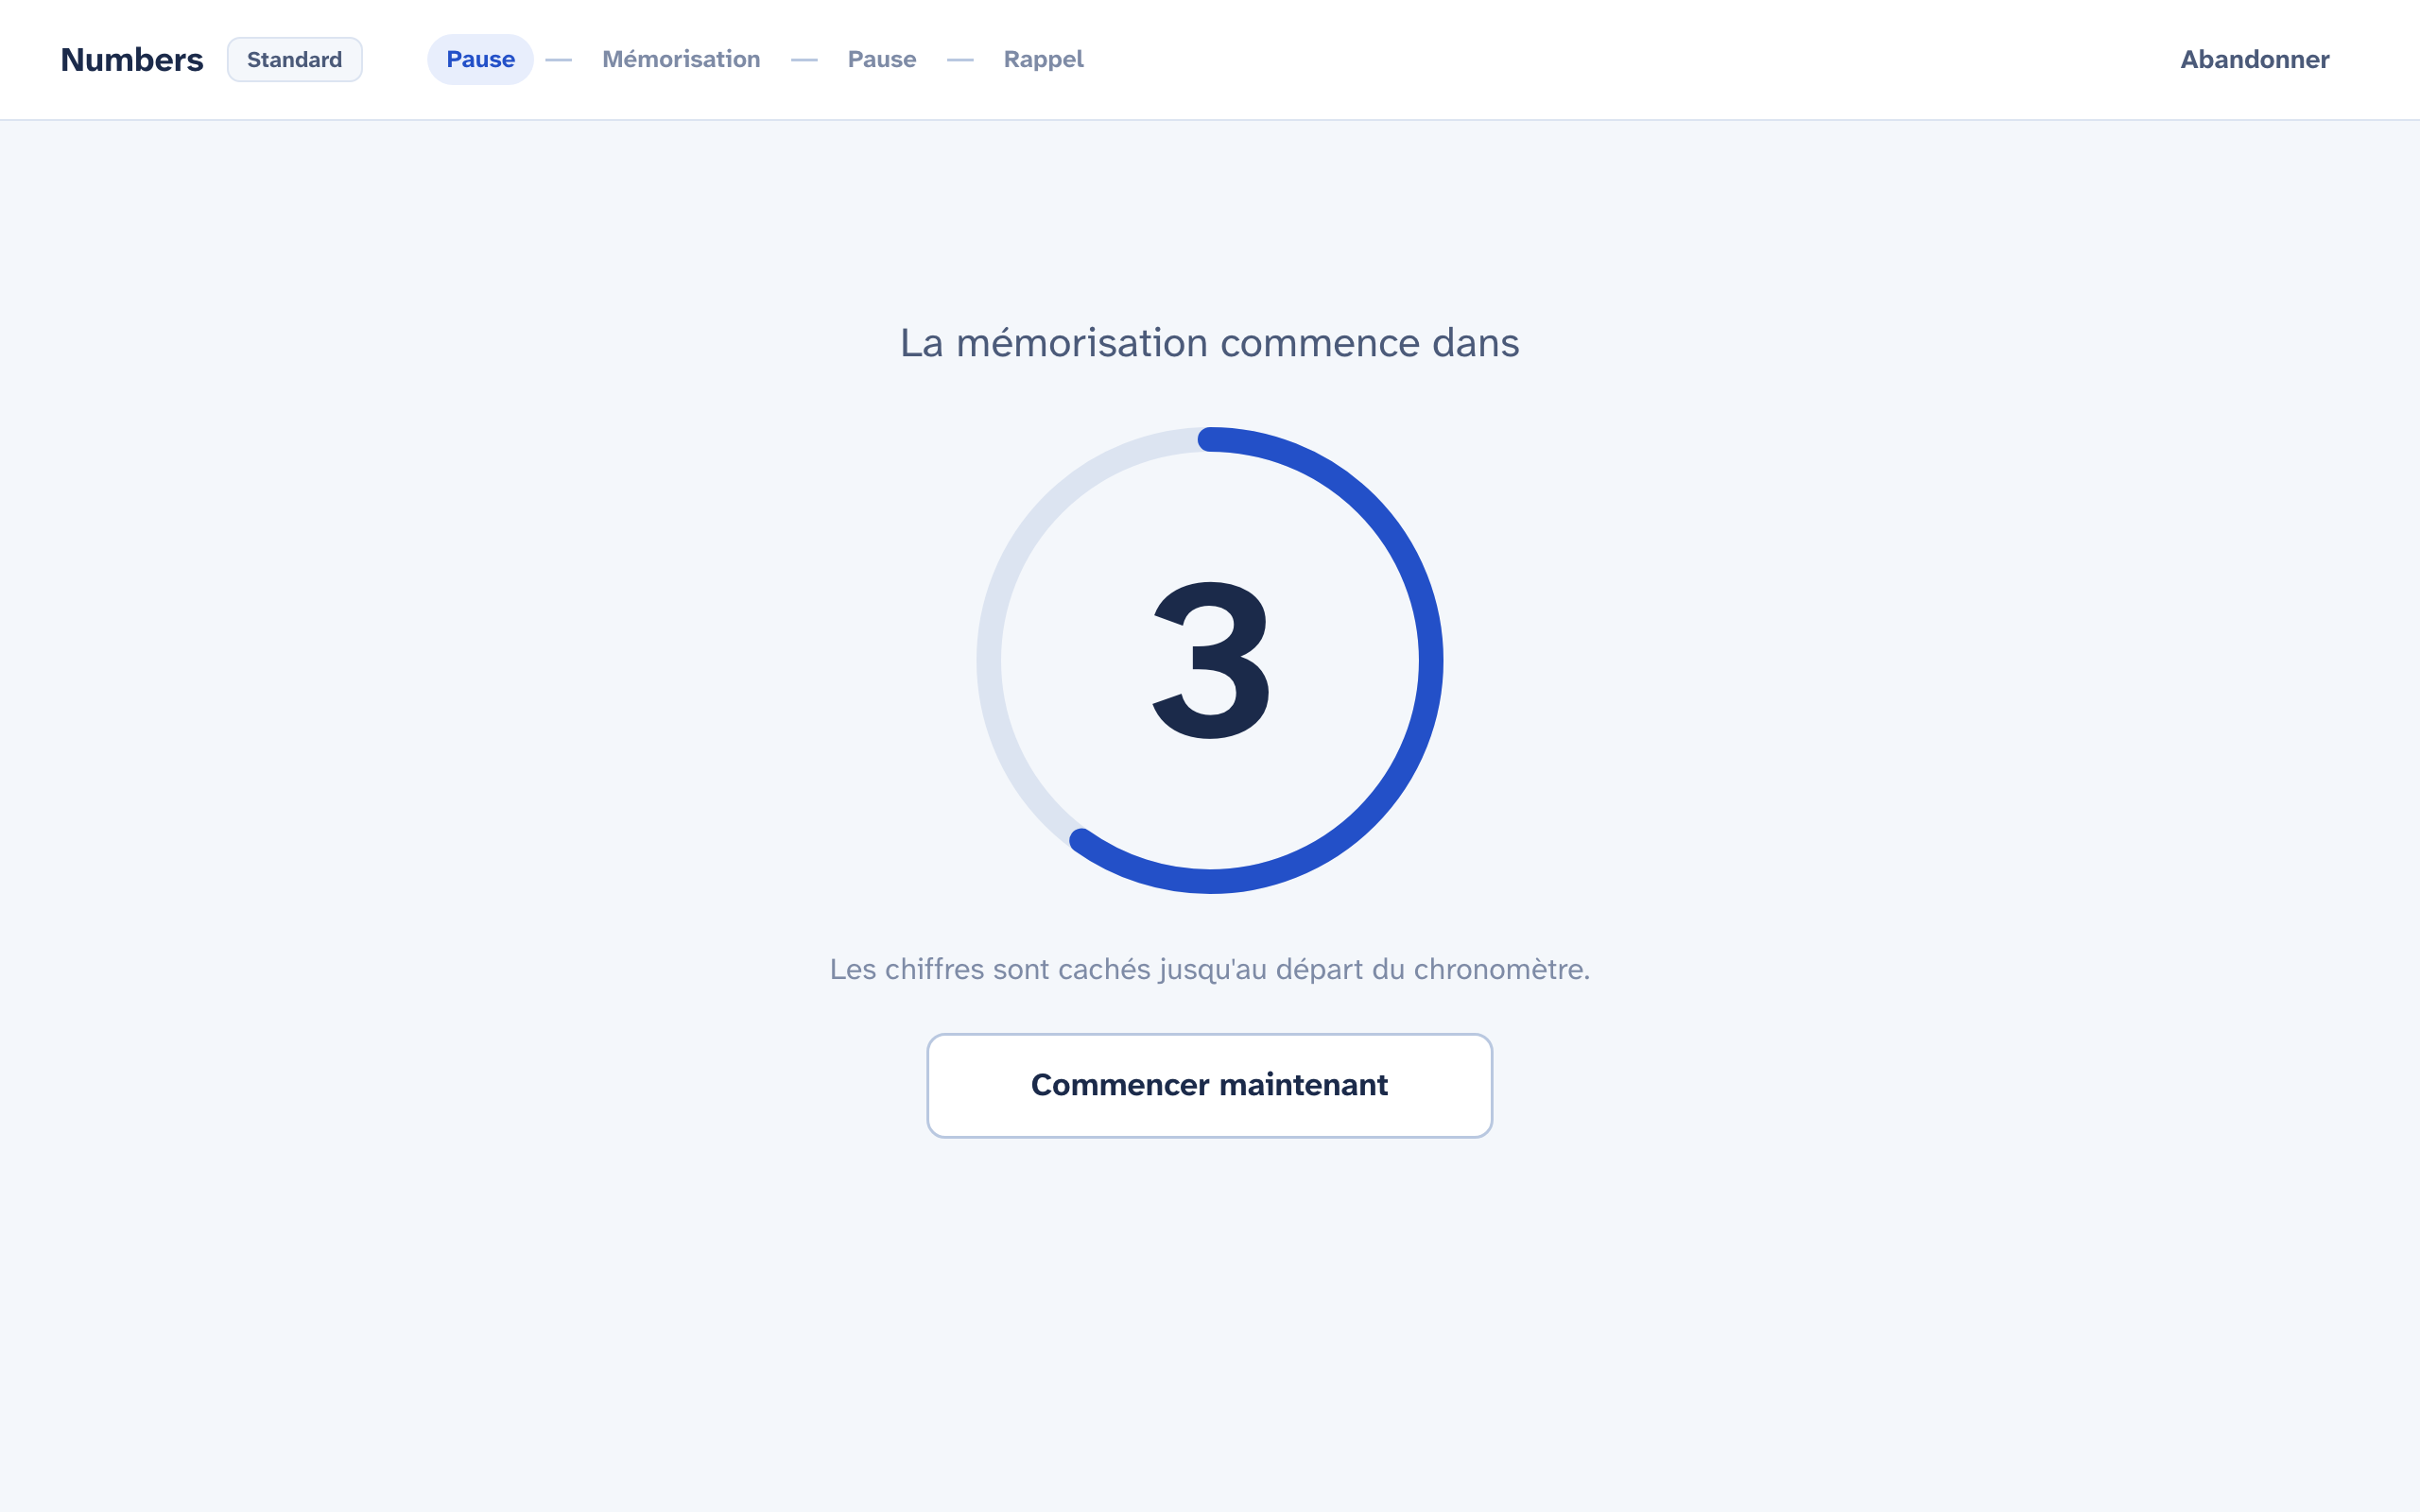 Numbers Standard Pause — Mémorisation — Pause — Rappel Abandonner
La mémorisation commence dans
3
Les chiffres sont cachés jusqu'au départ du chronomètre.
Commencer maintenant